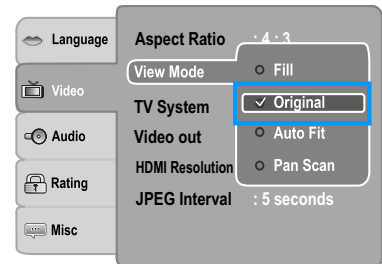 Language
Video
Audio
Rating
Misc
Aspect Ratio : 4 : 3
View Mode
TV System
Video out
HDMI Resolution
JPEG Interval : 5 seconds
Fill
Original
Auto Fit
Pan Scan